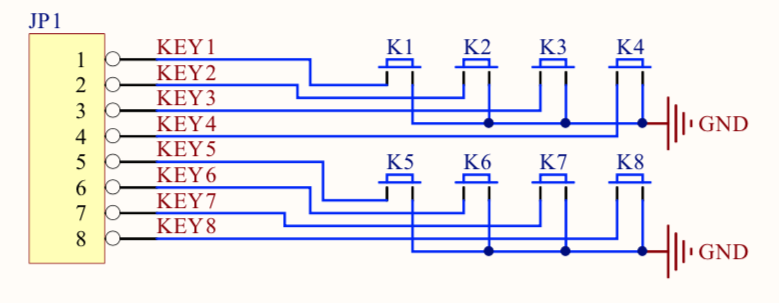 JP1
1 KEY1
2 KEY2
3 KEY3
4 KEY4
5 KEY5
6 KEY6
7 KEY7
8 KEY8
K1 K2 K3 K4
GND
K5 K6 K7 K8
GND